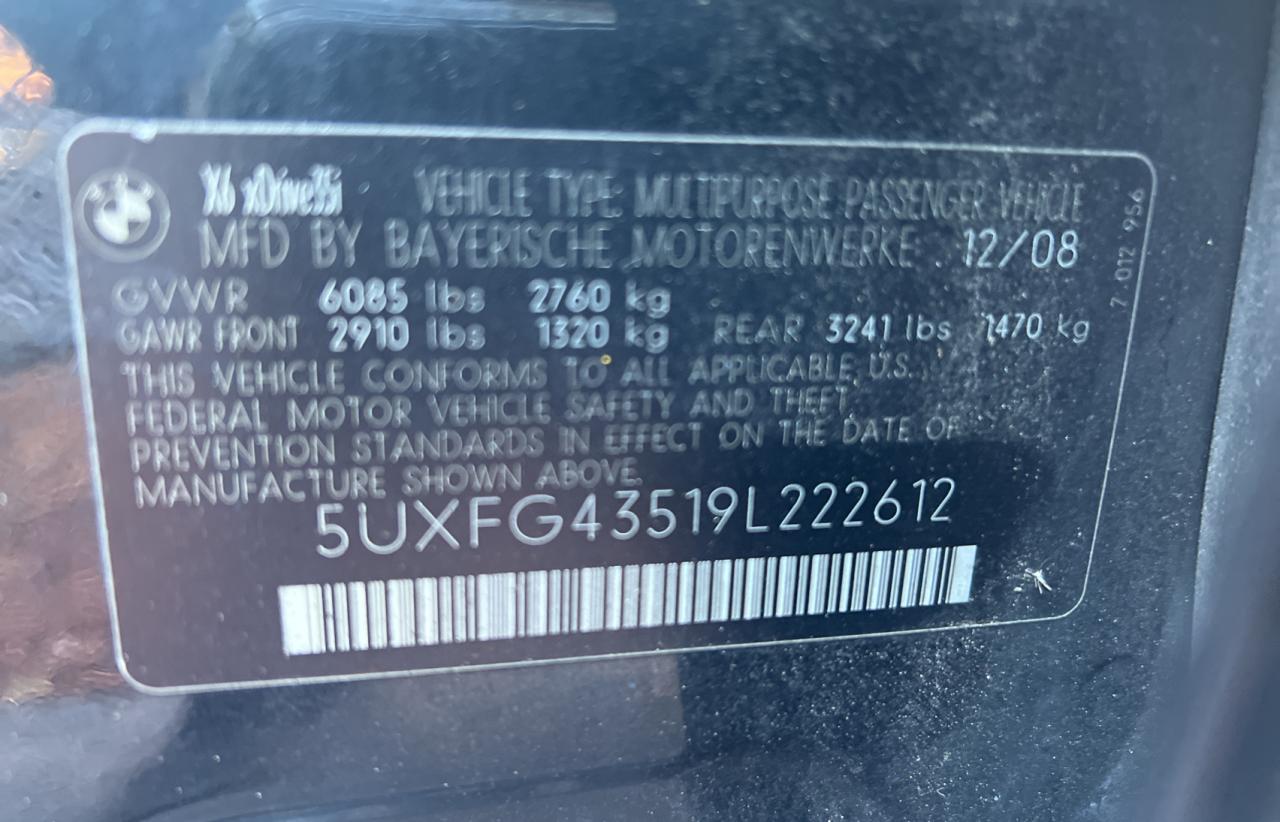 X6 xDrive35i VEHICLE TYPE: MULTIPURPOSE PASSENGER VEHICLE
MFD BY BAYERISCHE MOTORENWERKE 12/08
GVWR 6085 lbs 2760 kg
GAWR FRONT 2910 lbs 1320 kg REAR 3241 lbs 1470 kg
THIS VEHICLE CONFORMS TO ALL APPLICABLE U.S.
FEDERAL MOTOR VEHICLE SAFETY AND THEFT
PREVENTION STANDARDS IN EFFECT ON THE DATE OF
MANUFACTURE SHOWN ABOVE.
5UXFG43519L222612
7 012 956